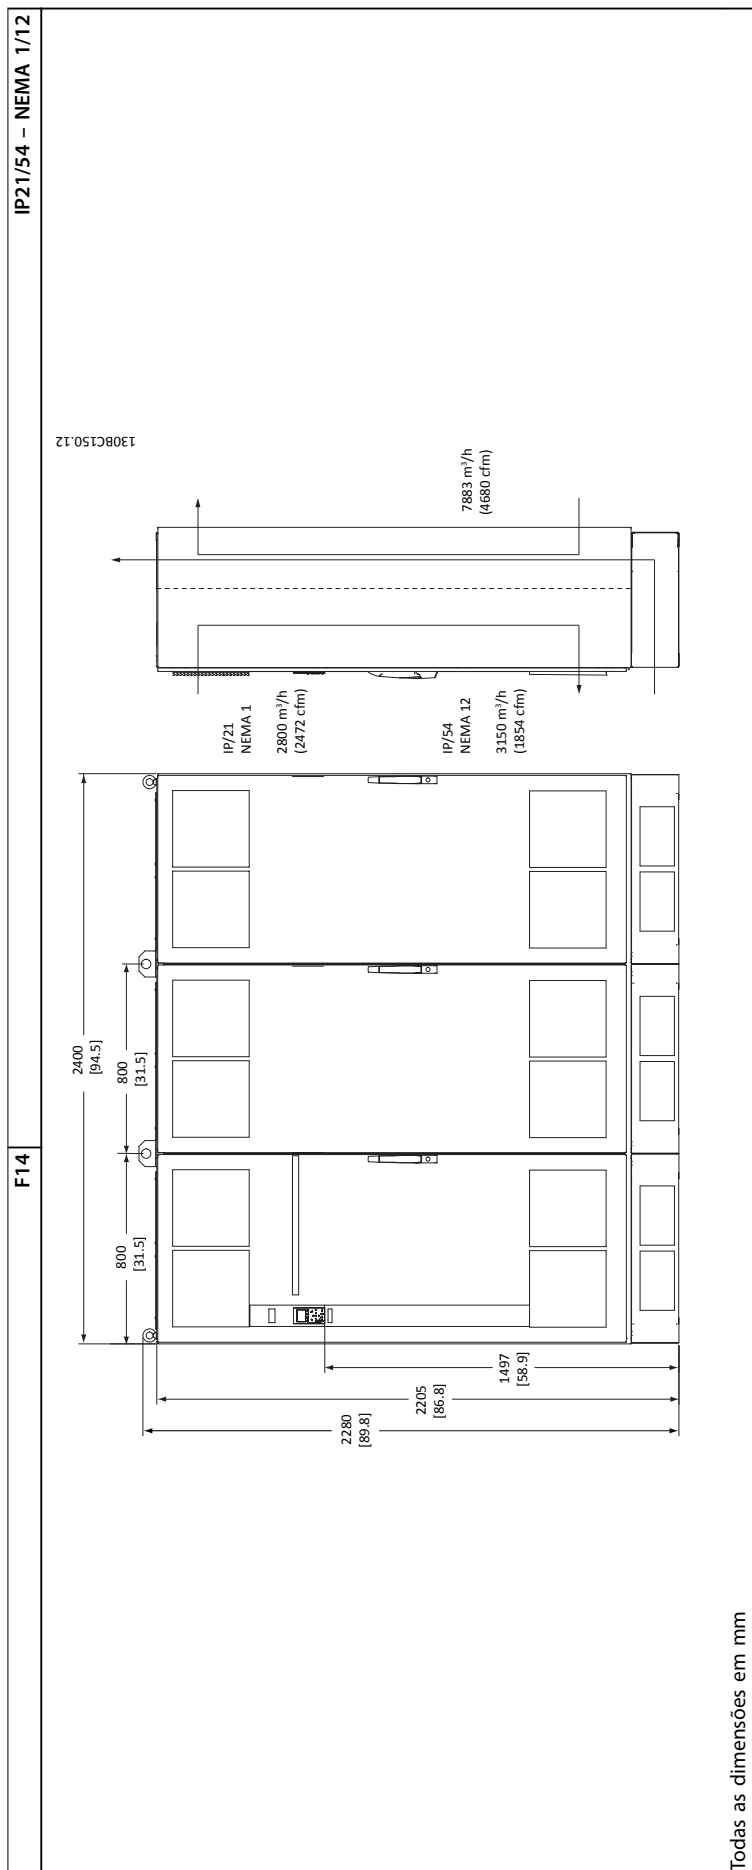 F14
IP21/54 – NEMA 1/12
130BC150.12
2400
[94.5]
800
[31.5]
800
[31.5]
IP/21
NEMA 1
2800 m³/h
(2472 cfm)
IP/54
NEMA 12
3150 m³/h
(1854 cfm)
7883 m³/h
(4680 cfm)
2280
[89.8]
2205
[86.8]
1497
[58.9]
Todas as dimensões em mm